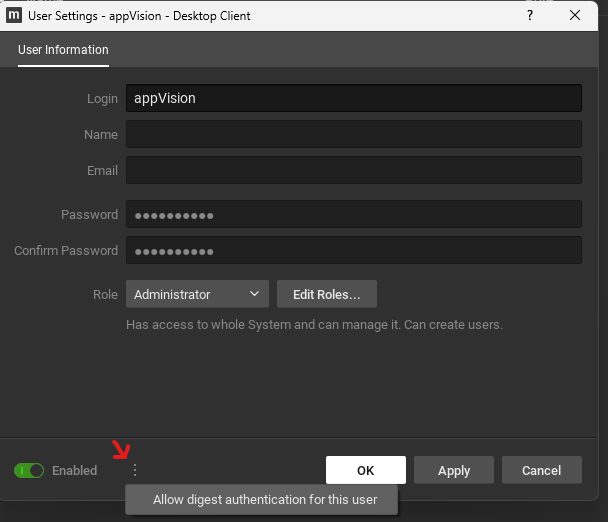 m User Settings - appVision - Desktop Client ?
User Information
Login appVision
Name
Email
Password ●●●●●●●●●●
Confirm Password ●●●●●●●●●●
Role Administrator Edit Roles...
Has access to whole System and can manage it. Can create users.
Enabled OK Apply Cancel
Allow digest authentication for this user